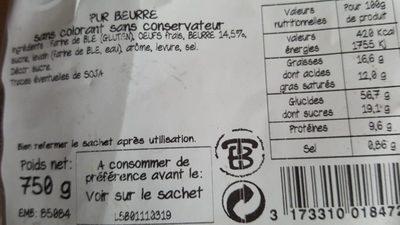 PUR BEURRE
sans colorant sans conservateur
Ingrédients : Farine de BLE (GLUTEN), OEUFS frais, BEURRE 14,5%,
sucre, levain (farine de BLE, eau), arôme, levure, sel.
Décor: sucre.
Traces éventuelles de SOJA
Bien refermer le sachet après utilisation.
Poids net:
750 g
EMB: 85084
A consommer de
préférence avant le:
Voir sur le sachet
L5801110319
Valeurs nutritionnelles Pour 100g de produit
Valeurs énergies 420 Kcal 1755 Kj
Graisses 16,6 g
dont acides gras saturés 12,0 g
Glucides 56,7 g
dont sucres 19,1 g
Protéines 9,6 g
Sel 0,86 g
3 173310 018472